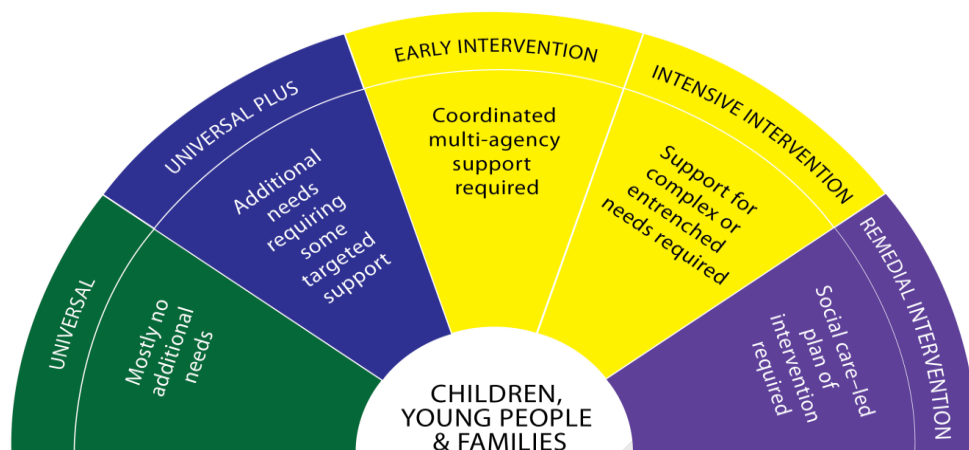 UNIVERSAL
Mostly no
additional
needs
UNIVERSAL PLUS
Additional
needs
requiring
some
targeted
support
EARLY INTERVENTION
Coordinated
multi-agency
support
required
INTENSIVE INTERVENTION
Support for
complex or
entrenched
needs required
REMEDIAL INTERVENTION
Social care–led
plan of
intervention
required
CHILDREN,
YOUNG PEOPLE
& FAMILIES